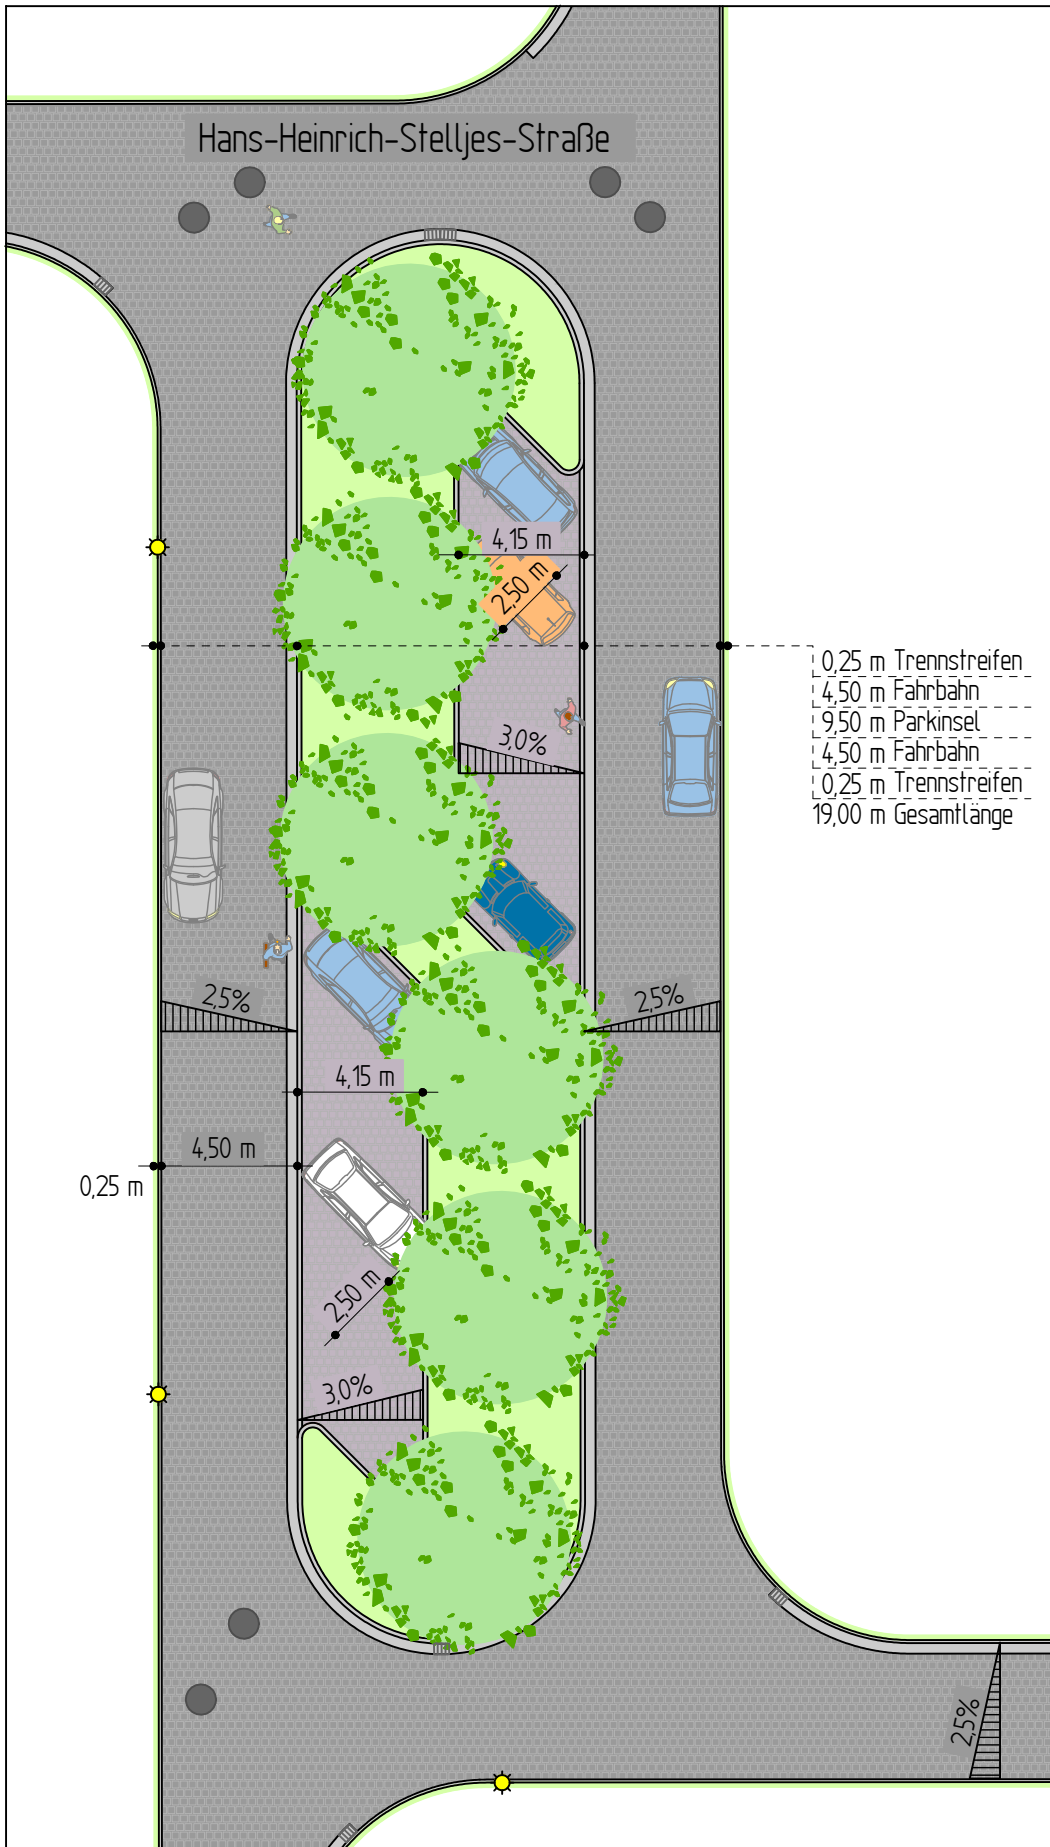 Hans-Heinrich-Stelljes-Straße
4,15 m
2,50 m
0,25 m Trennstreifen
4,50 m Fahrbahn
9,50 m Parkinsel
4,50 m Fahrbahn
0,25 m Trennstreifen
19,00 m Gesamtlänge
3,0%
2,5%
2,5%
4,15 m
4,50 m
0,25 m
2,50 m
3,0%
2,5%